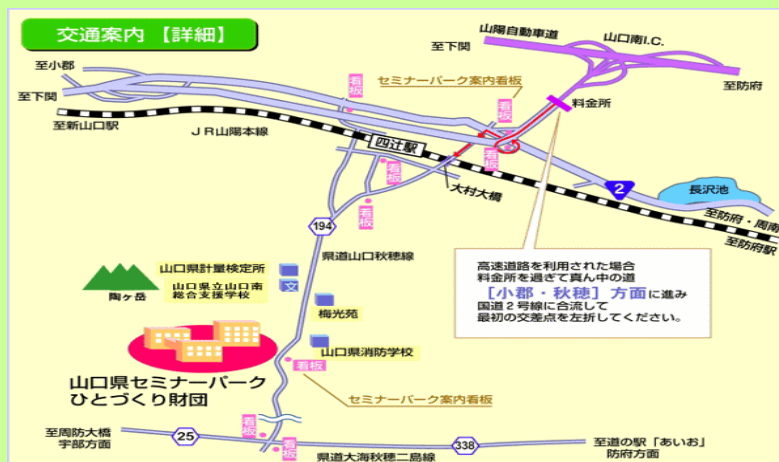 交通案内 【詳細】
山陽自動車道
山口南I.C.
至下関
至防府
至小郡
至下関
セミナーパーク案内看板
看板
看板
料金所
至新山口駅
JR山陽本線
四辻駅
看板
看板
大村大橋
看板
2
長沢池
至防府・周南
至防府駅
194
県道山口秋穂線
高速道路を利用された場合
料金所を過ぎて真ん中の道
［小郡・秋穂］方面に進み
国道2号線に合流して
最初の交差点を左折してください。
陶ヶ岳
山口県計量検定所
山口県立山口南
総合支援学校
文
梅光苑
山口県消防学校
看板
山口県セミナーパーク
ひとづくり財団
セミナーパーク案内看板
看板
看板
至周防大橋
宇部方面
25
県道大海秋穂二島線
338
至道の駅「あいお」
防府方面